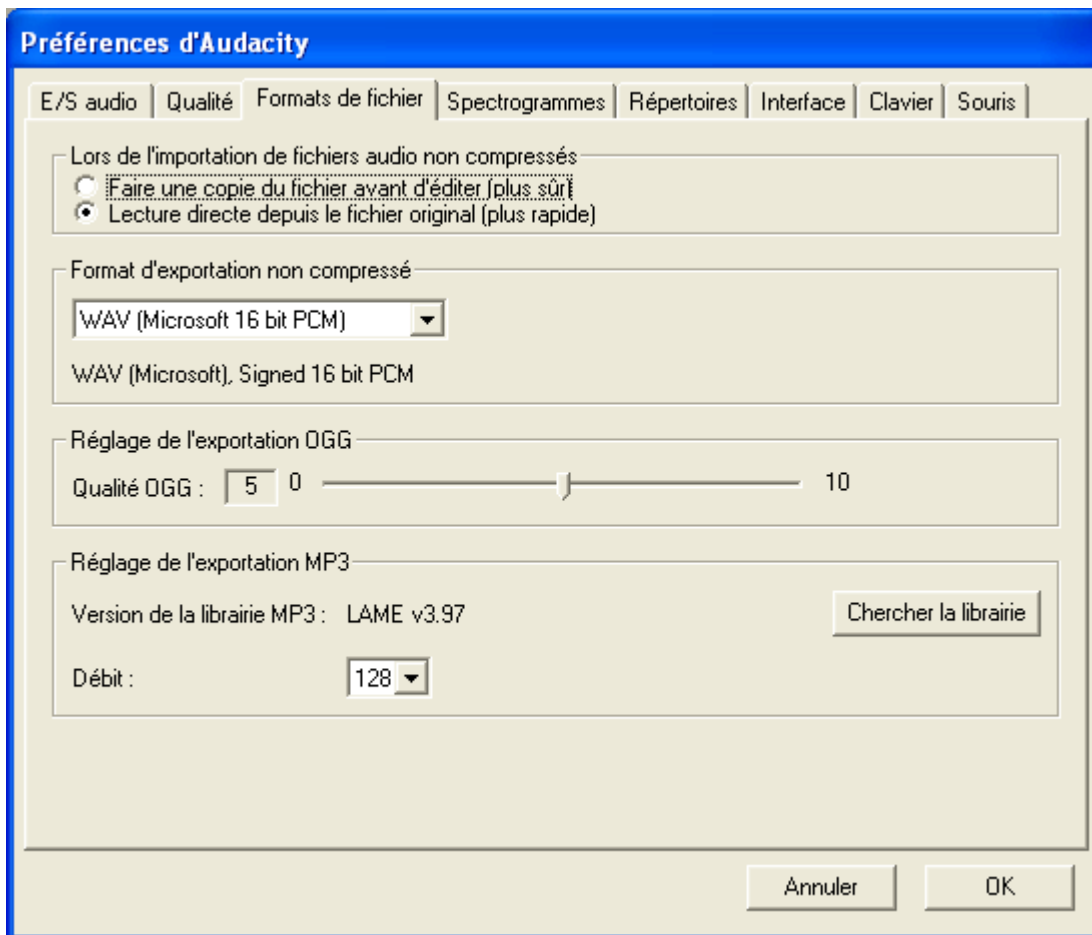 Préférences d'Audacity
E/S audio Qualité Formats de fichier Spectrogrammes Répertoires Interface Clavier Souris
Lors de l'importation de fichiers audio non compressés
Faire une copie du fichier avant d'éditer (plus sûr)
Lecture directe depuis le fichier original (plus rapide)
Format d'exportation non compressé
WAV (Microsoft 16 bit PCM)
WAV (Microsoft), Signed 16 bit PCM
Réglage de l'exportation OGG
Qualité OGG : 5 0 10
Réglage de l'exportation MP3
Version de la librairie MP3 : LAME v3.97 Chercher la librairie
Débit : 128
Annuler OK